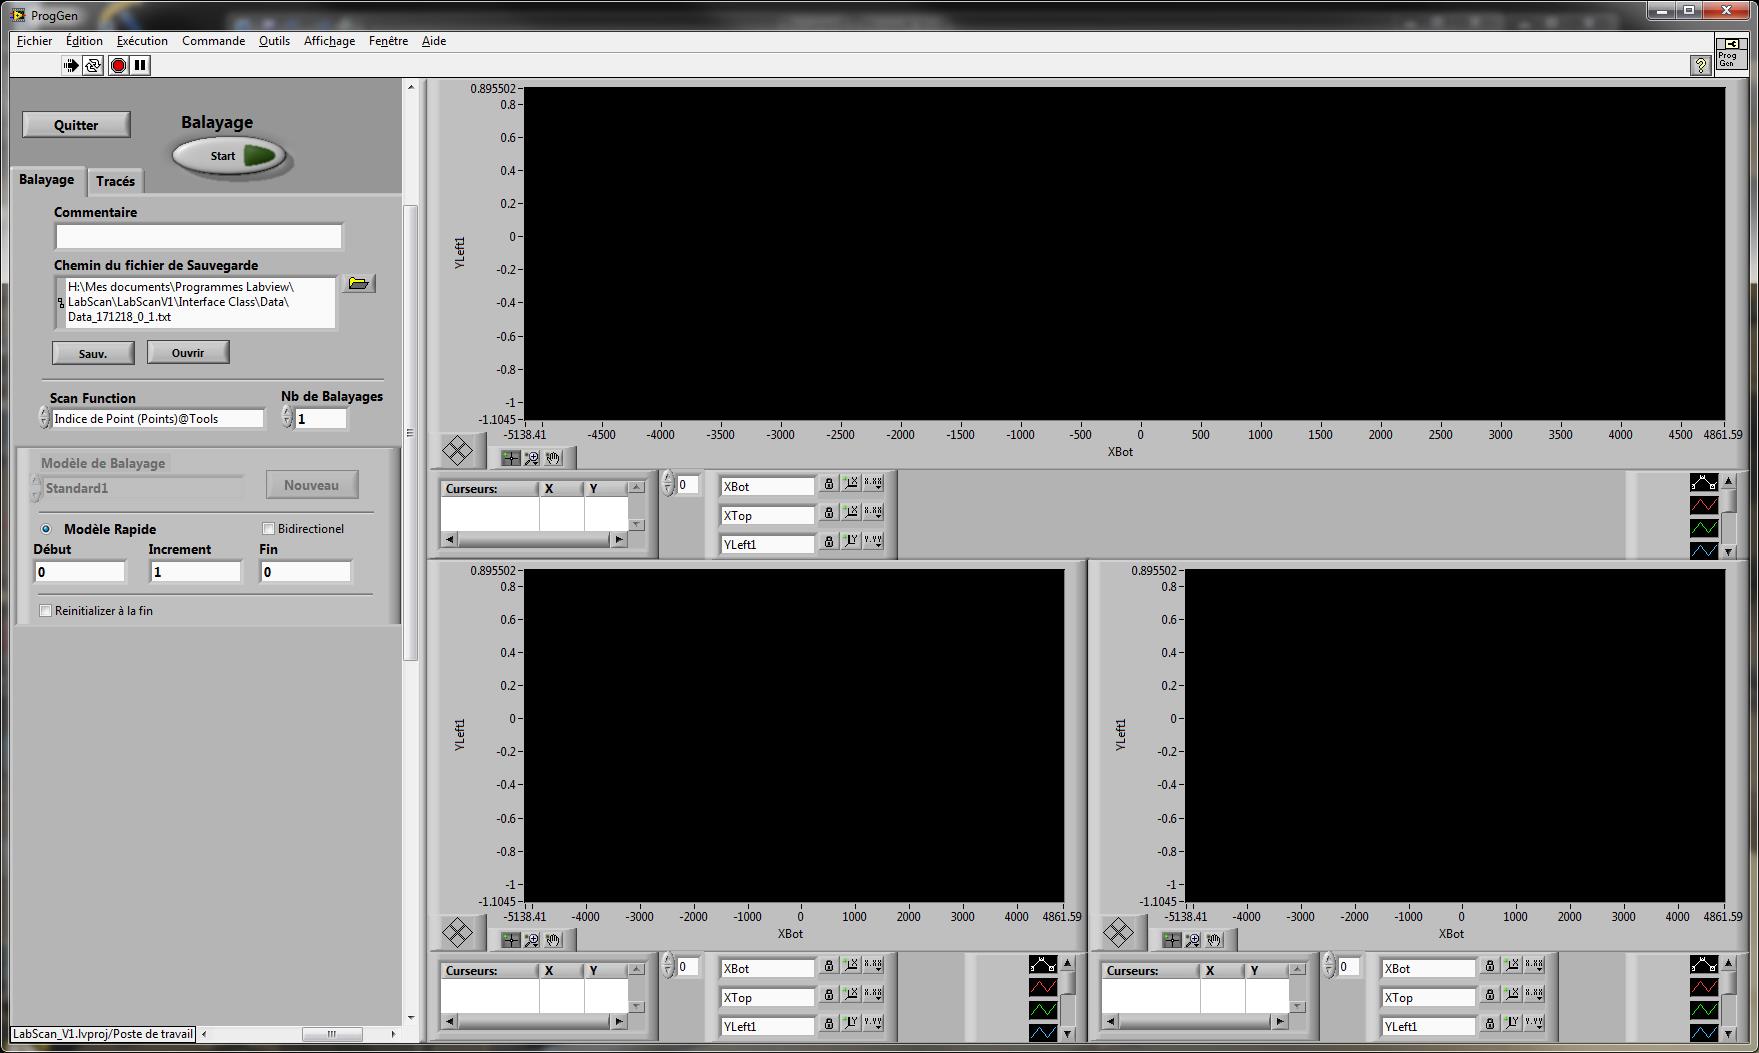 ProgGen
Fichier Édition Exécution Commande Outils Affichage Fenêtre Aide
?
Prog
Gen
Quitter
Balayage
Start
Balayage Tracés
Commentaire
Chemin du fichier de Sauvegarde
H:\Mes documents\Programmes Labview\
LabScan\LabScanV1\Interface Class\Data\
Data_171218_0_1.txt
Sauv. Ouvrir
Scan Function Nb de Balayages
Indice de Point (Points)@Tools 1
Modèle de Balayage
Standard1 Nouveau
Modèle Rapide Bidirectionel
Début Increment Fin
0 1 0
Reinitializer à la fin
LabScan_V1.lvproj/Poste de travail
0.895502
0.8
0.6
0.4
0.2
0
-0.2
-0.4
-0.6
-0.8
-1
-1.1045
YLeft1
-5138.41 -4500 -4000 -3500 -3000 -2500 -2000 -1500 -1000 -500 0 500 1000 1500 2000 2500 3000 3500 4000 4500 4861.59
XBot
Curseurs: X Y
0
XBot
XTop
YLeft1
0.895502
0.8
0.6
0.4
0.2
0
-0.2
-0.4
-0.6
-0.8
-1
-1.1045
YLeft1
-5138.41 -4000 -3000 -2000 -1000 0 1000 2000 3000 4000 4861.59
XBot
Curseurs: X Y
0
XBot
XTop
YLeft1
0.895502
0.8
0.6
0.4
0.2
0
-0.2
-0.4
-0.6
-0.8
-1
-1.1045
YLeft1
-5138.41 -4000 -3000 -2000 -1000 0 1000 2000 3000 4000 4861.59
XBot
Curseurs: X Y
0
XBot
XTop
YLeft1